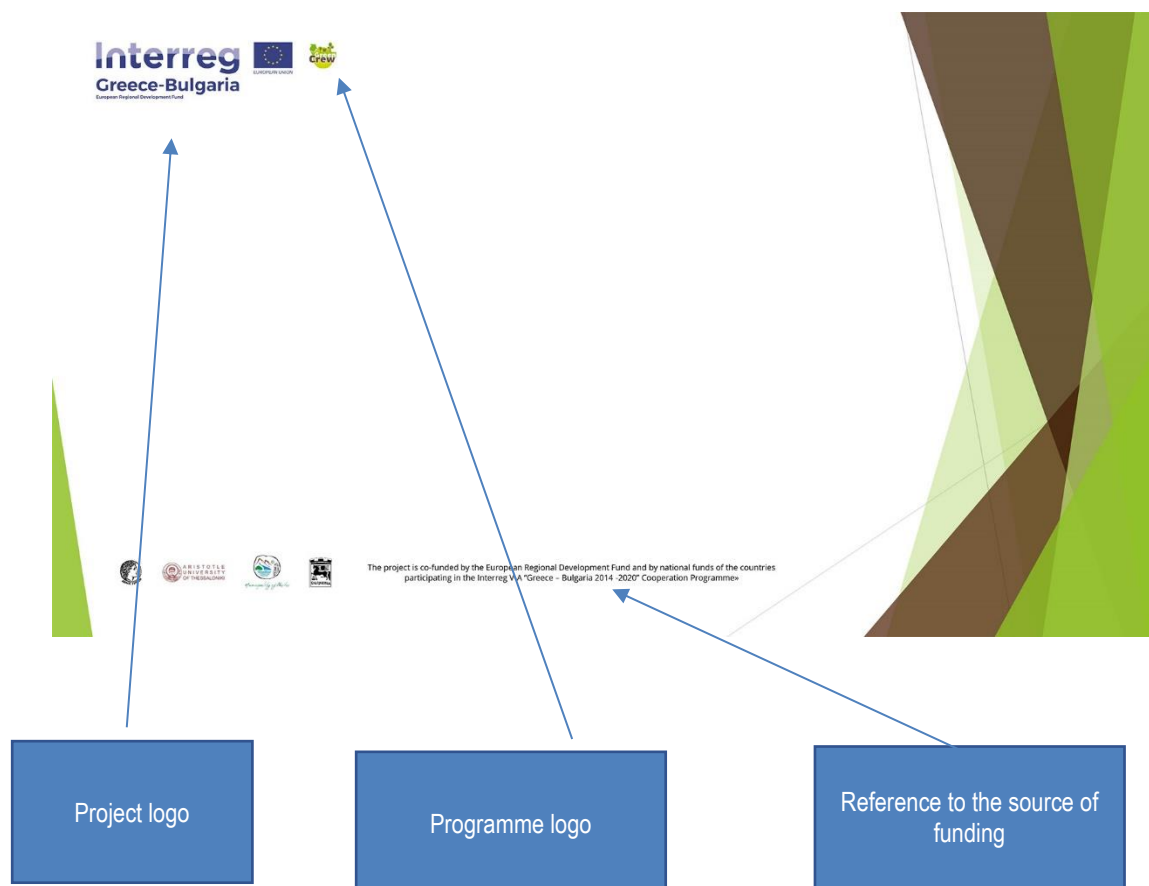 Interreg
Greece-Bulgaria
European Regional Development Fund
EUROPEAN UNION
Crew
ARISTOTLE
UNIVERSITY
OF THESSALONIKI
The project is co-funded by the European Regional Development Fund and by national funds of the countries
participating in the Interreg V-A “Greece – Bulgaria 2014 -2020” Cooperation Programme»
Project logo
Programme logo
Reference to the source of
funding